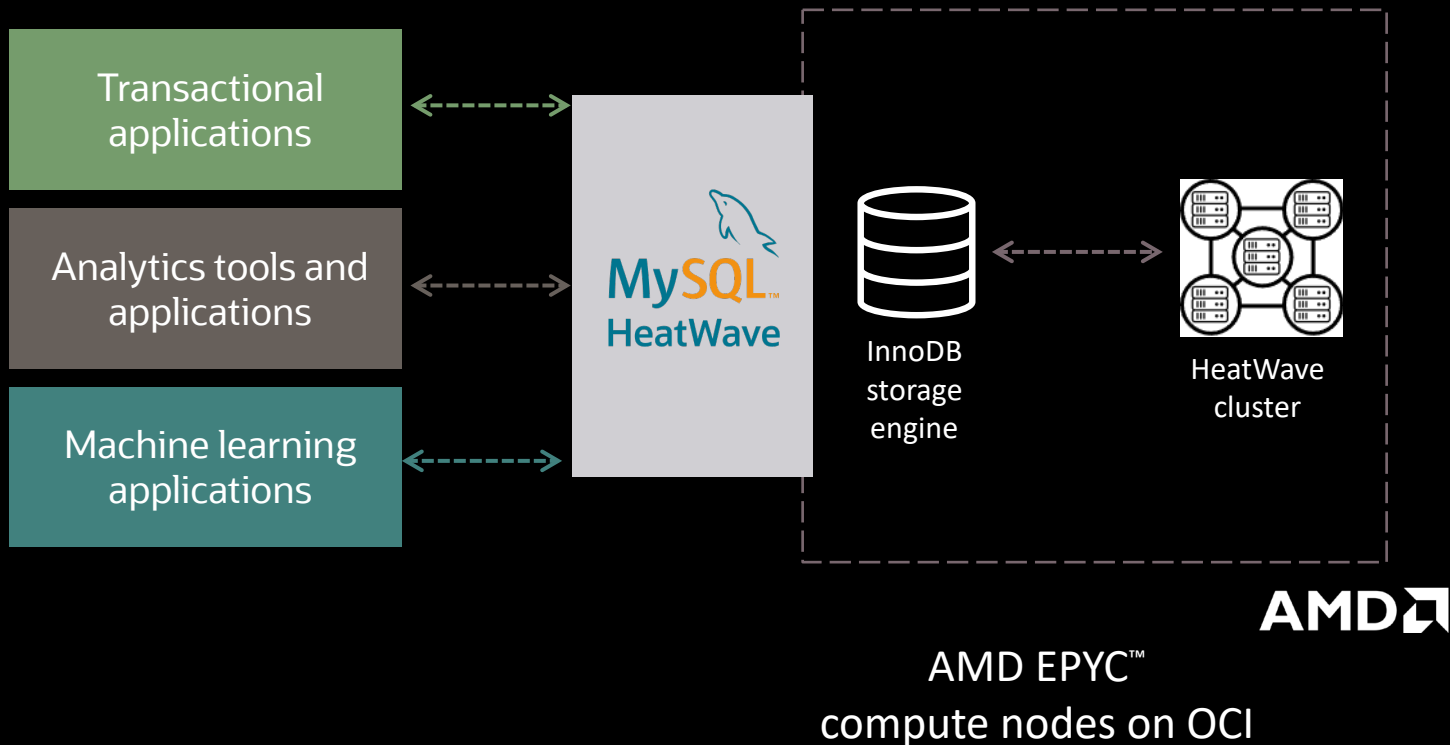 Transactional
applications
Analytics tools and
applications
Machine learning
applications
MySQL™
HeatWave
InnoDB
storage
engine
HeatWave
cluster
AMD
AMD EPYC™
compute nodes on OCI